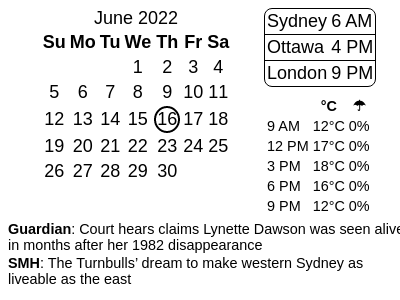 June 2022
Su Mo Tu We Th Fr Sa
1 2 3 4
5 6 7 8 9 10 11
12 13 14 15 16 17 18
19 20 21 22 23 24 25
26 27 28 29 30
Sydney 6 AM
Ottawa 4 PM
London 9 PM
°C ☂
9 AM 12°C 0%
12 PM 17°C 0%
3 PM 18°C 0%
6 PM 16°C 0%
9 PM 12°C 0%
Guardian: Court hears claims Lynette Dawson was seen alive
in months after her 1982 disappearance
SMH: The Turnbulls’ dream to make western Sydney as
liveable as the east